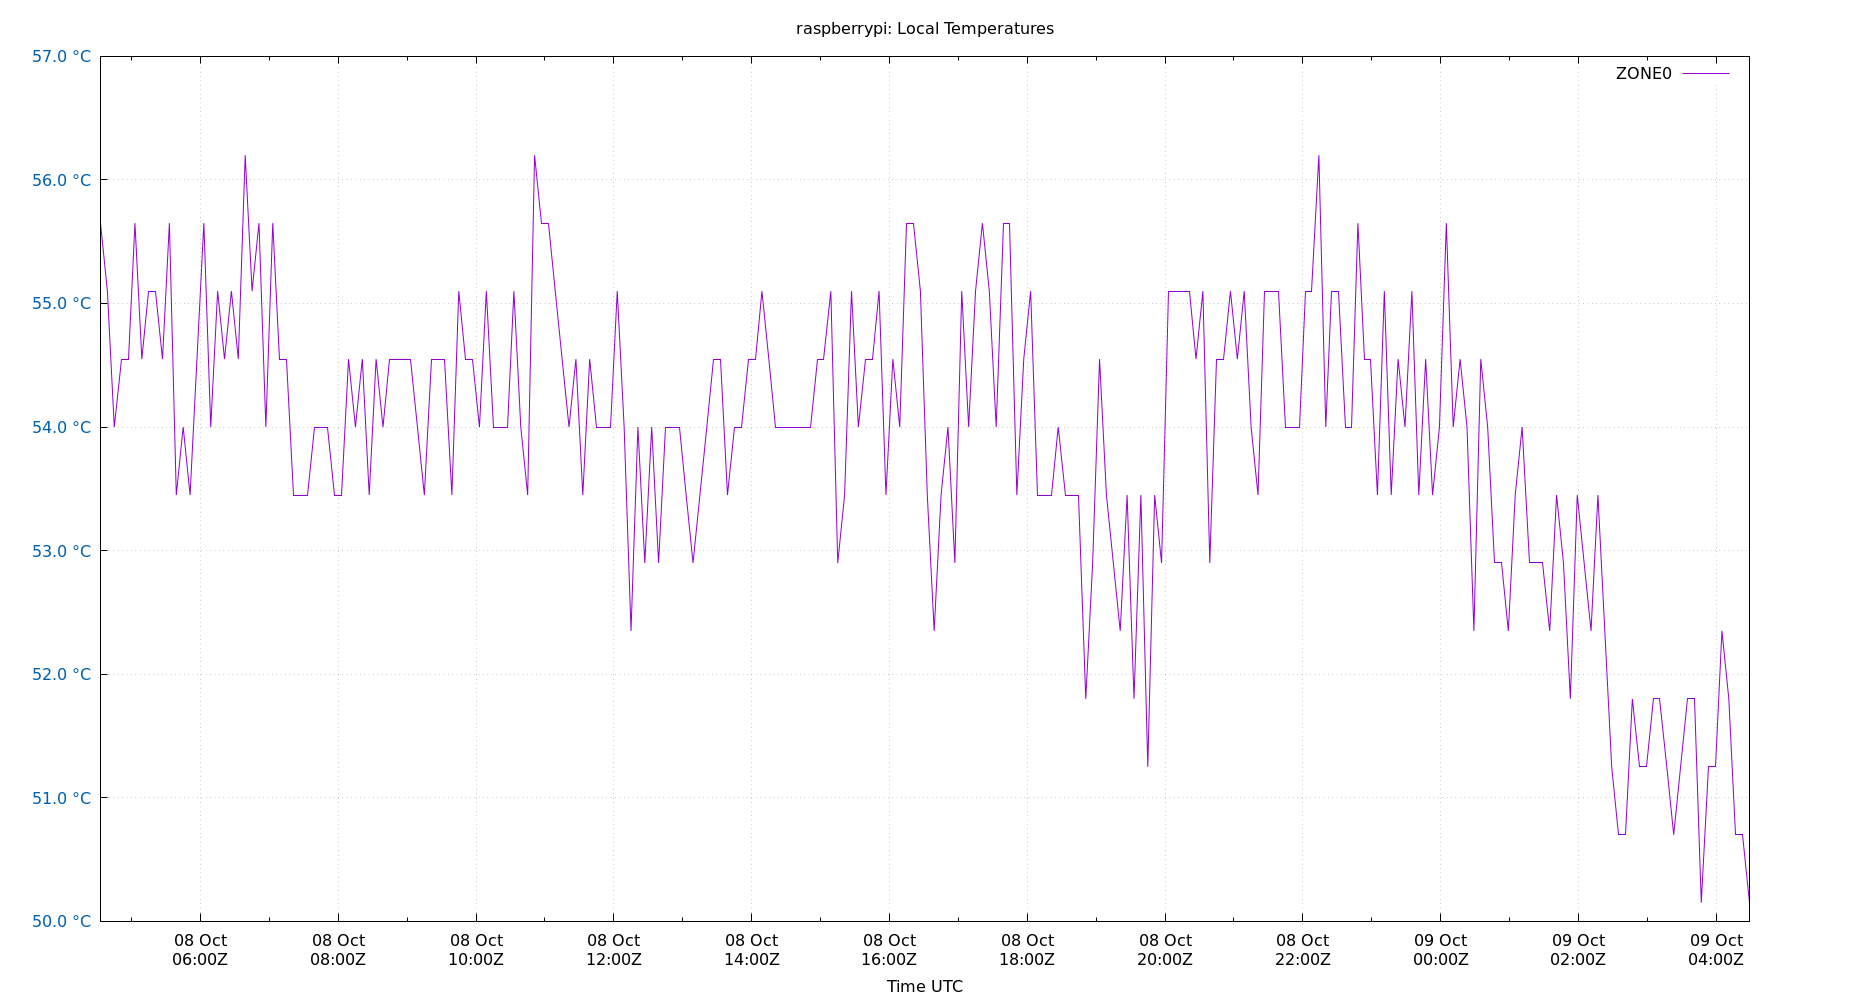 raspberrypi: Local Temperatures
57.0 °C
ZONE0
56.0 °C
55.0 °C
54.0 °C
53.0 °C
52.0 °C
51.0 °C
50.0 °C
08 Oct 08 Oct 08 Oct 08 Oct 08 Oct 08 Oct 08 Oct 08 Oct 08 Oct 09 Oct 09 Oct 09 Oct
06:00Z 08:00Z 10:00Z 12:00Z 14:00Z 16:00Z 18:00Z 20:00Z 22:00Z 00:00Z 02:00Z 04:00Z
Time UTC